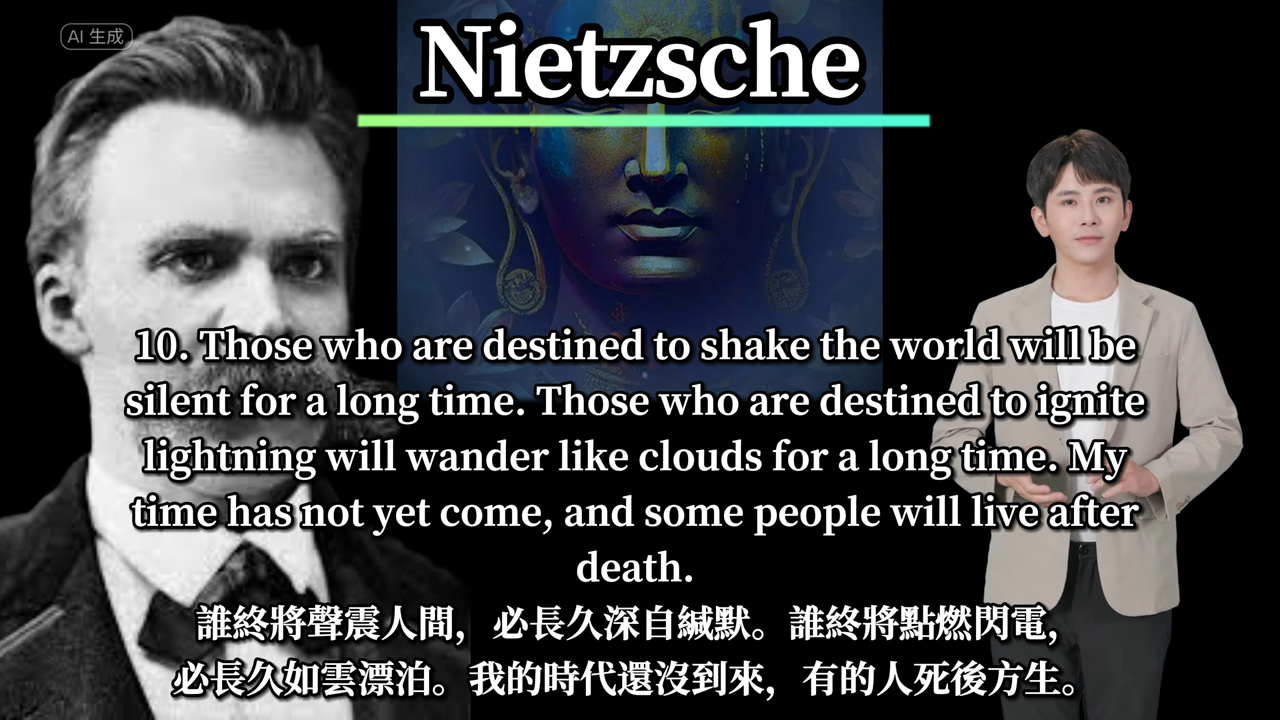 AI 生成
Nietzsche
10. Those who are destined to shake the world will be
silent for a long time. Those who are destined to ignite
lightning will wander like clouds for a long time. My
time has not yet come, and some people will live after
death.
誰終將聲震人間，必長久深自緘默。誰終將點燃閃電，
必長久如雲漂泊。我的時代還沒到來，有的人死後方生。